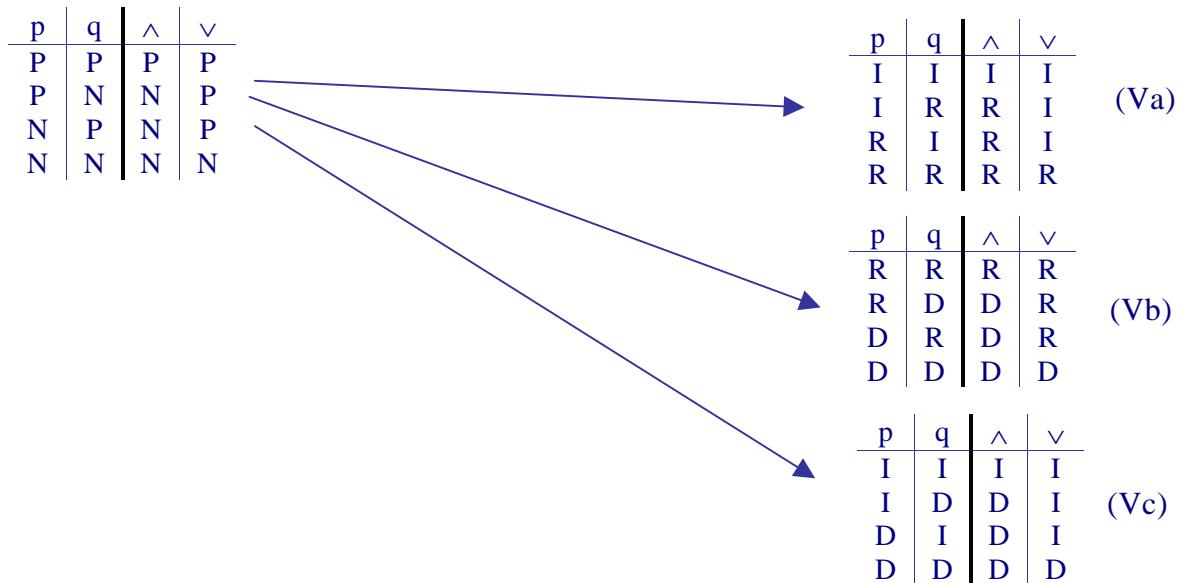 p q ∧ ∨
P P P P
P N N P
N P N P
N N N N
p q ∧ ∨
I I I I
I R R I
R I R I
R R R R
(Va)
p q ∧ ∨
R R R R
R D D R
D R D R
D D D D
(Vb)
p q ∧ ∨
I I I I
I D D I
D I D I
D D D D
(Vc)